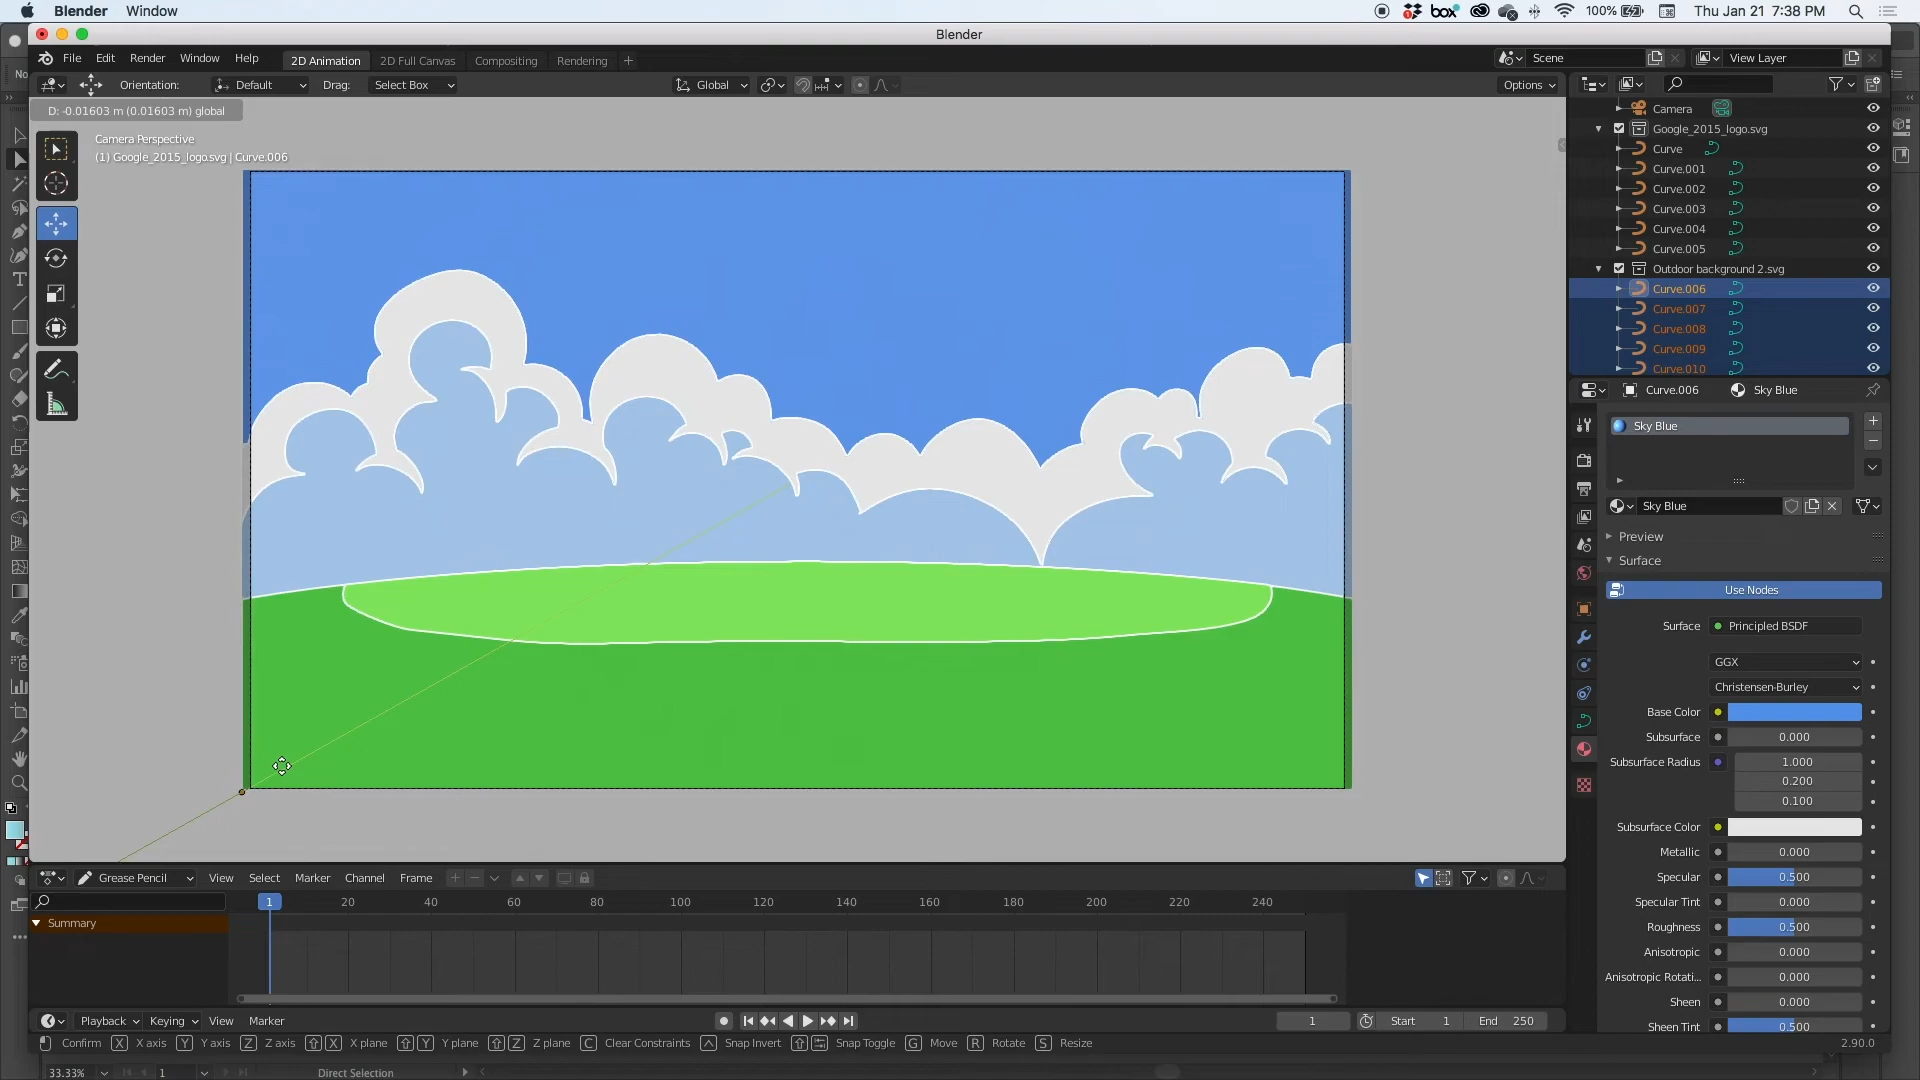 Blender Window
box 100% Thu Jan 21 7:38 PM
Blender
File Edit Render Window Help 2D Animation 2D Full Canvas Compositing Rendering + Scene View Layer
Orientation: Default Drag: Select Box Global Options
D: -0.01603 m (0.01603 m) global
Camera Perspective
(1) Google_2015_logo.svg | Curve.006
Camera
Google_2015_logo.svg
Curve
Curve.001
Curve.002
Curve.003
Curve.004
Curve.005
Outdoor background 2.svg
Curve.006
Curve.007
Curve.008
Curve.009
Curve.010
Curve.006 Sky Blue
Sky Blue
Sky Blue
Preview
Surface
Use Nodes
Surface Principled BSDF
GGX
Christensen-Burley
Base Color
Subsurface 0.000
Subsurface Radius 1.000
0.200
0.100
Subsurface Color
Metallic 0.000
Specular 0.500
Specular Tint 0.000
Roughness 0.500
Anisotropic 0.000
Anisotropic Rotati... 0.000
Sheen 0.000
Sheen Tint 0.500
Grease Pencil View Select Marker Channel Frame
1 20 40 60 80 100 120 140 160 180 200 220 240
Summary
Playback Keying View Marker 1 Start 1 End 250
Confirm X X axis Y Y axis Z Z axis X X plane Y Y plane Z Z plane C Clear Constraints Snap Invert Snap Toggle G Move R Rotate S Resize 2.90.0
33.33% 1 Direct Selection